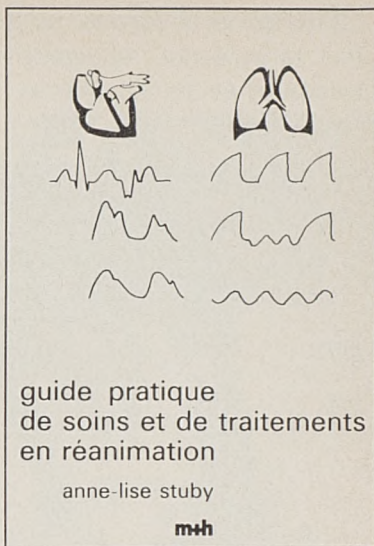 guide pratique
de soins et de traitements
en réanimation
anne-lise stuby
m+h